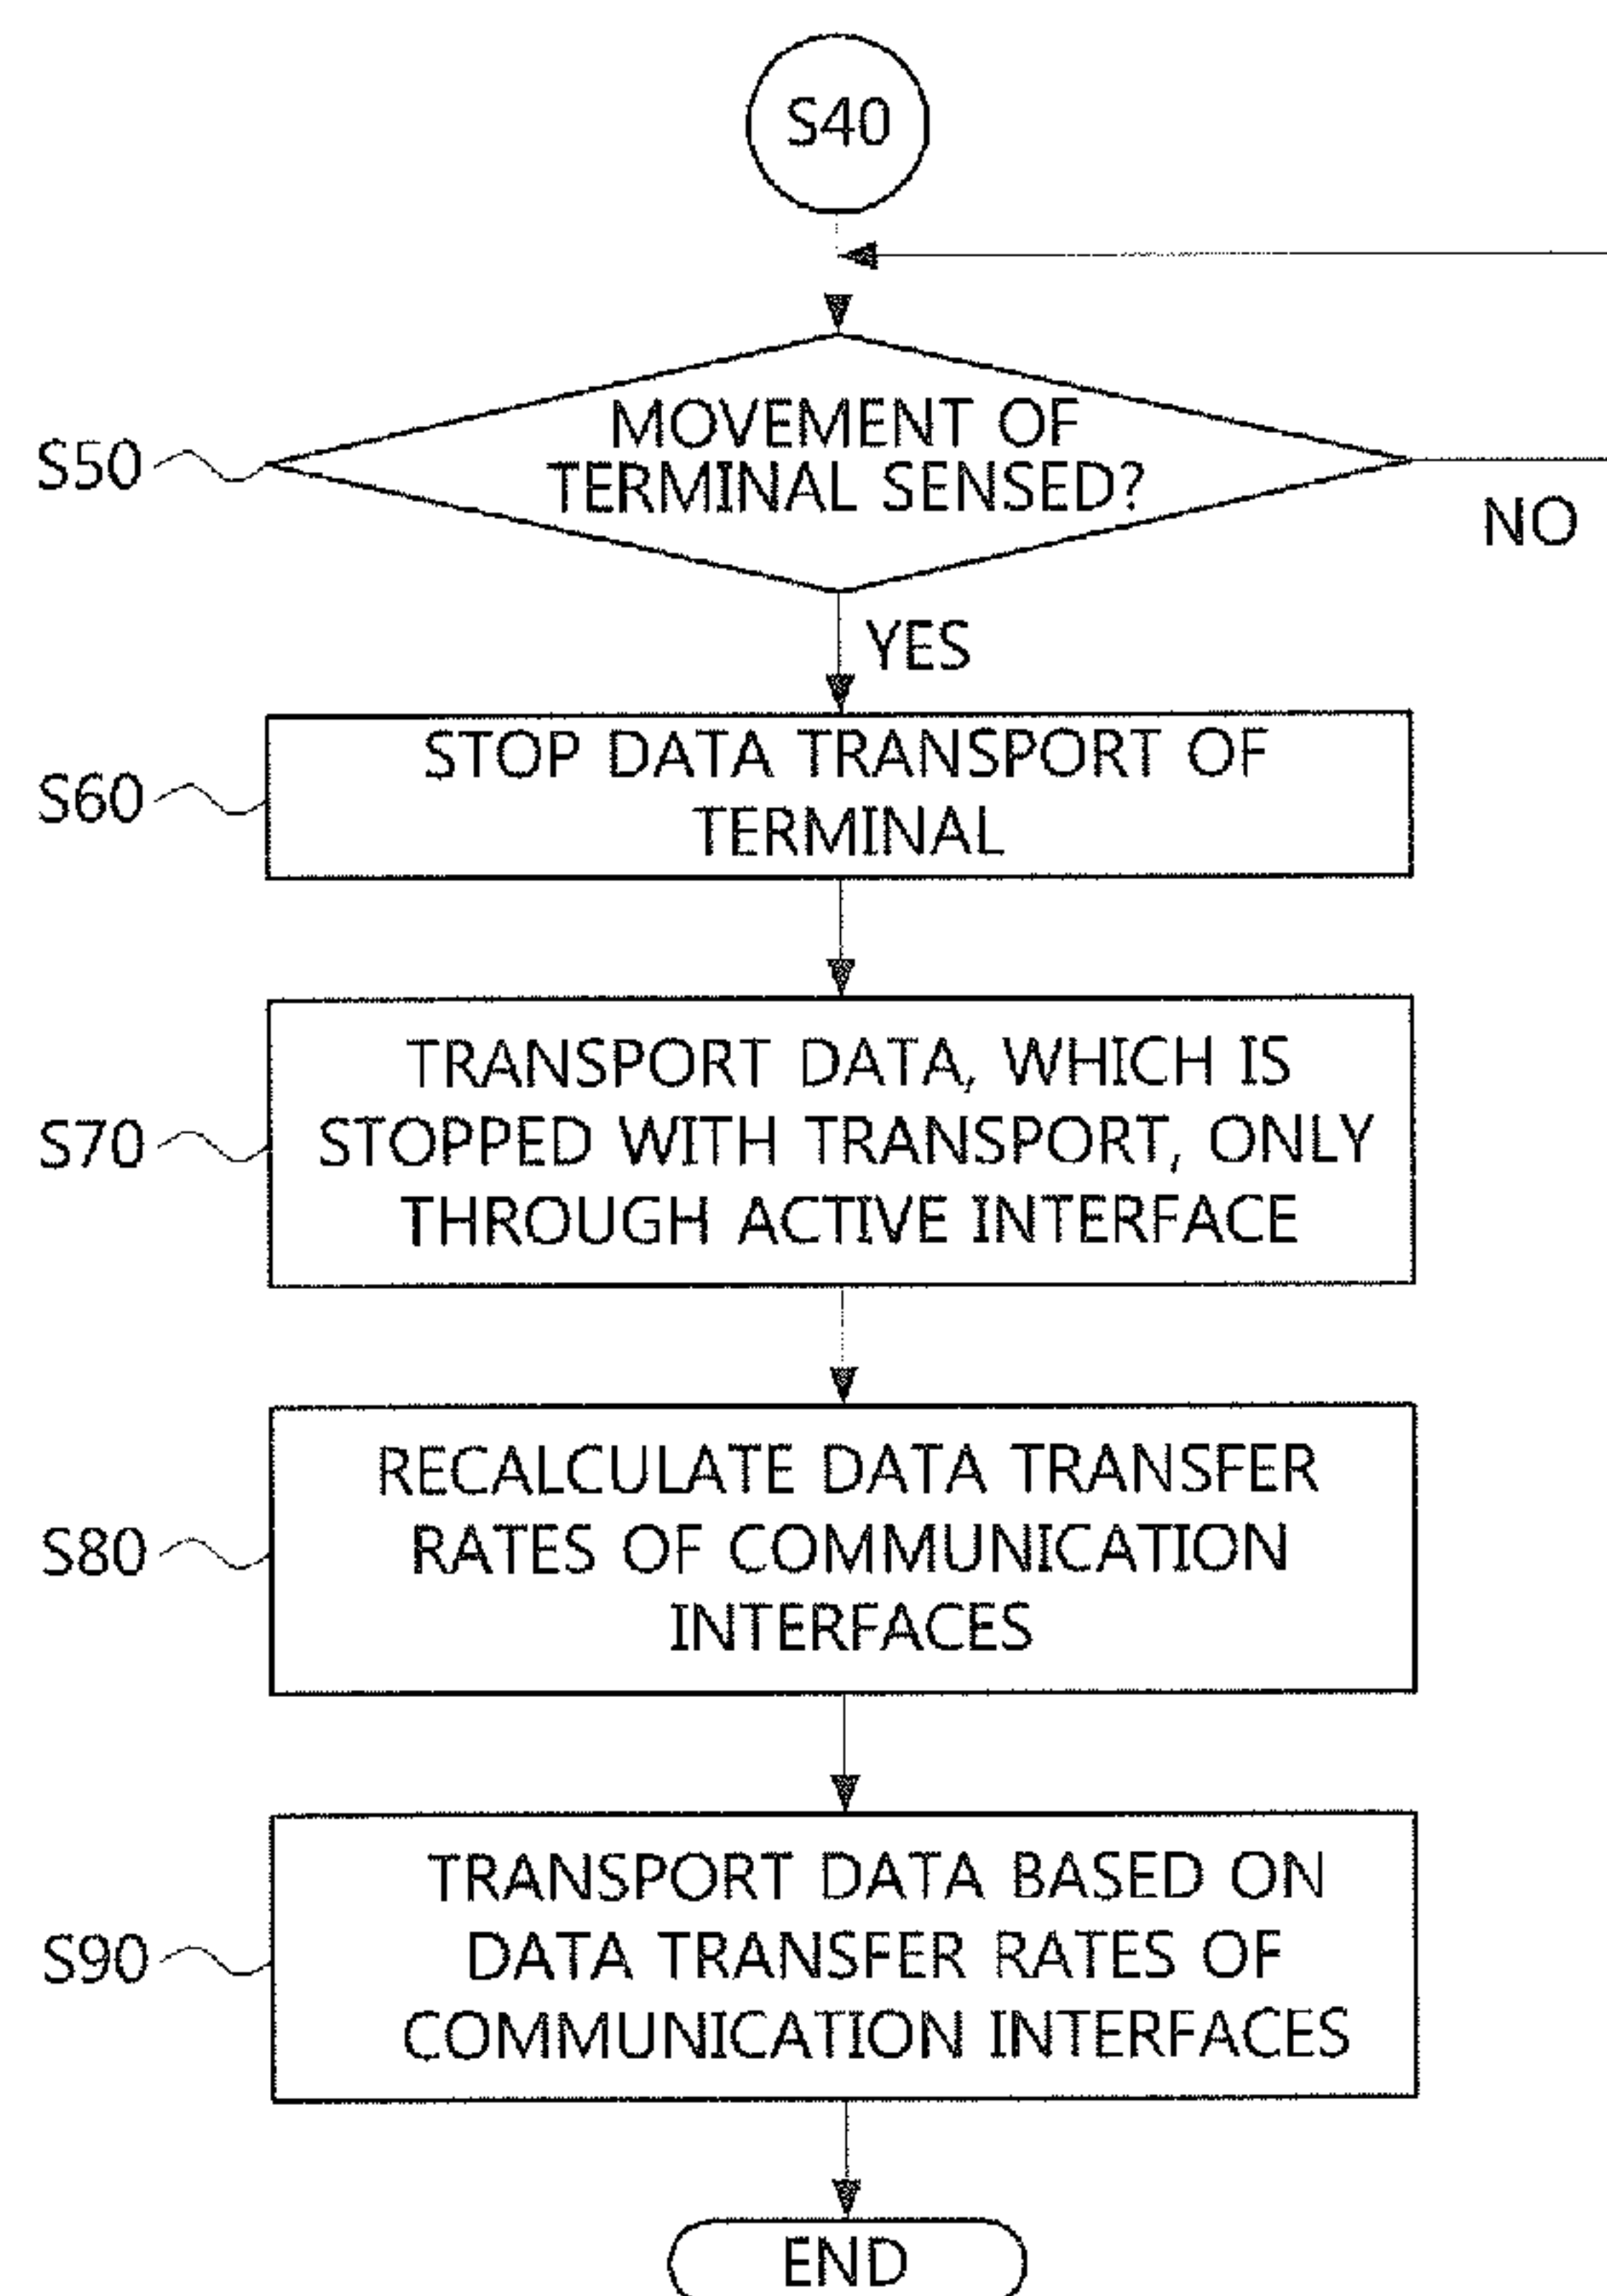 S40
S50
MOVEMENT OF
TERMINAL SENSED?
NO
YES
S60
STOP DATA TRANSPORT OF
TERMINAL
S70
TRANSPORT DATA, WHICH IS
STOPPED WITH TRANSPORT, ONLY
THROUGH ACTIVE INTERFACE
S80
RECALCULATE DATA TRANSFER
RATES OF COMMUNICATION
INTERFACES
S90
TRANSPORT DATA BASED ON
DATA TRANSFER RATES OF
COMMUNICATION INTERFACES
END